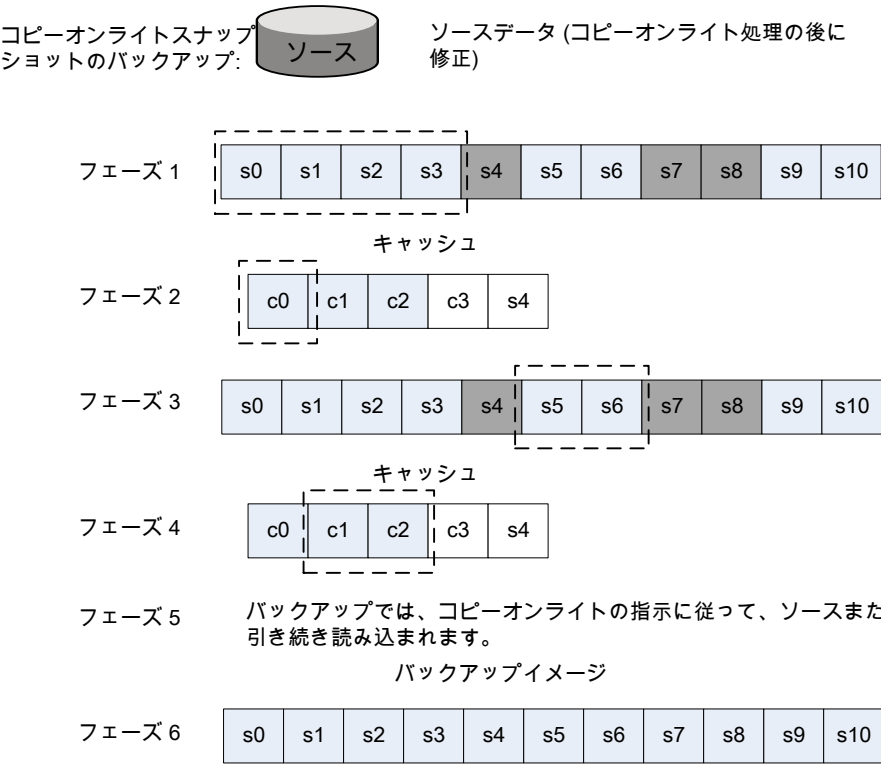 コピーオンライトスナップ
ショットのバックアップ:
ソース
ソースデータ (コピーオンライト処理の後に
修正)
フェーズ 1
s0 s1 s2 s3 s4 s5 s6 s7 s8 s9 s10
キャッシュ
フェーズ 2
c0 c1 c2 c3 s4
フェーズ 3
s0 s1 s2 s3 s4 s5 s6 s7 s8 s9 s10
キャッシュ
フェーズ 4
c0 c1 c2 c3 s4
フェーズ 5
バックアップでは、コピーオンライトの指示に従って、ソースまた
引き続き読み込まれます。
バックアップイメージ
フェーズ 6
s0 s1 s2 s3 s4 s5 s6 s7 s8 s9 s10